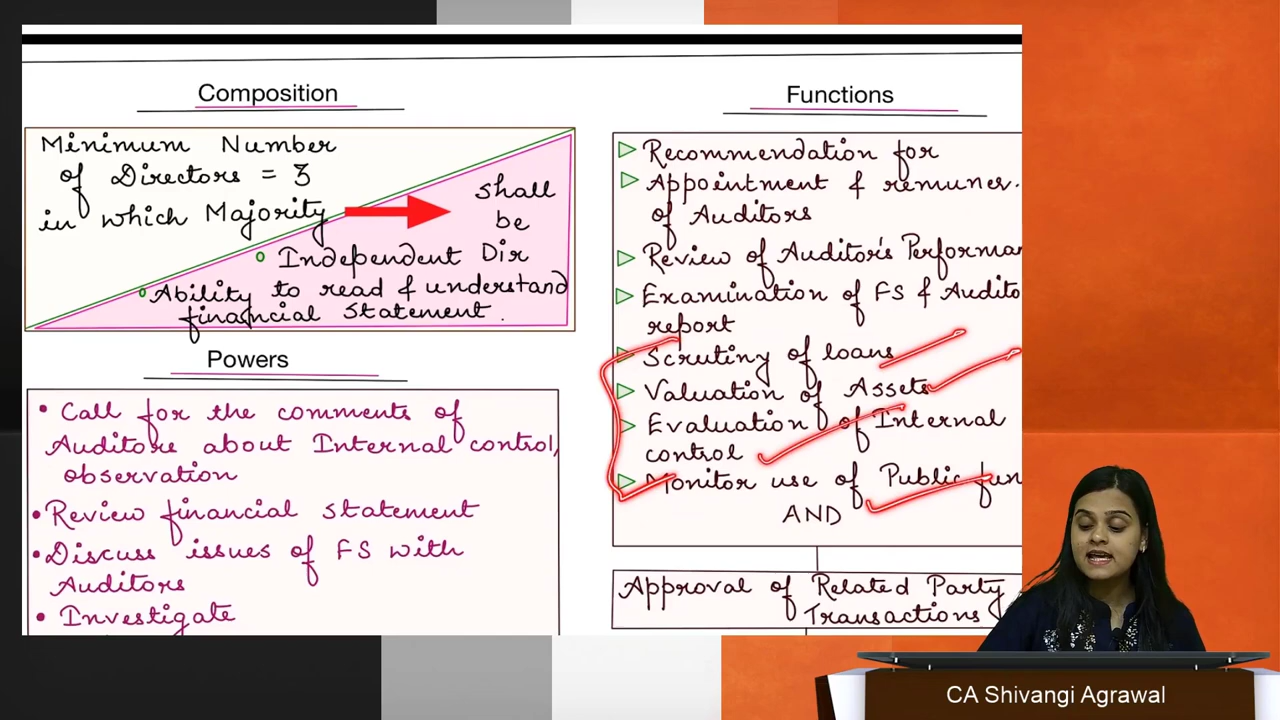 Composition
Minimum Number
of Directors = 3
in which Majority
shall
be
Independent Dir
Ability to read & understand
financial statement.
Powers
• Call for the comments of
Auditors about Internal control,
observation
• Review financial statement
• Discuss issues of FS with
Auditors
• Investigate
Functions
Recommendation for
Appointment & remuner.
of Auditors
Review of Auditor's Performan
Examination of FS & Audito
report
Scrutiny of loans
Valuation of Assets
Evaluation of Internal
control
Monitor use of Public fun
AND
Approval of Related Party
Transactions
CA Shivangi Agrawal